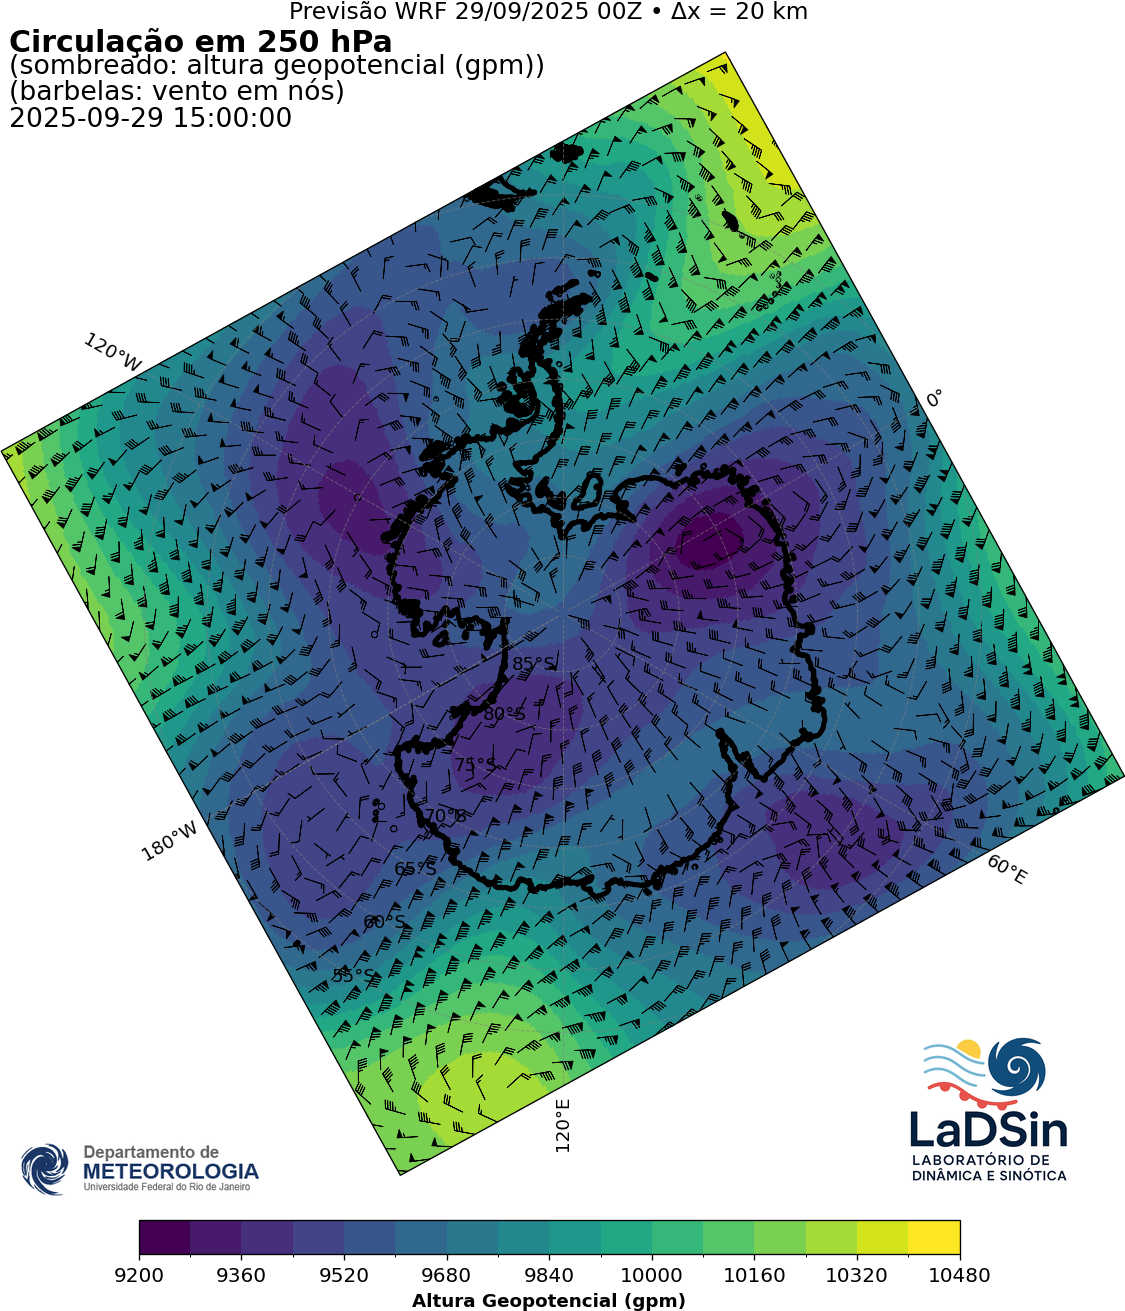 Previsão WRF 29/09/2025 00Z • Δx = 20 km
Circulação em 250 hPa
(sombreado: altura geopotencial (gpm))
(barbelas: vento em nós)
2025-09-29 15:00:00
120°W
0°
85°S
80°S
75°S
70°S
180°W
65°S
60°E
60°S
55°S
120°E
LaDSin
LABORATÓRIO DE
DINÂMICA E SINÓTICA
Departamento de
METEOROLOGIA
Universidade Federal do Rio de Janeiro
9200 9360 9520 9680 9840 10000 10160 10320 10480
Altura Geopotencial (gpm)